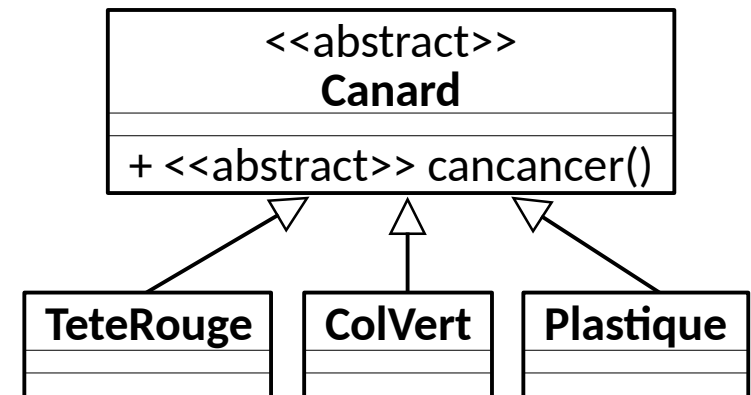 <<abstract>>
Canard
+ <<abstract>> cancancer()
TeteRouge
ColVert
Plastique